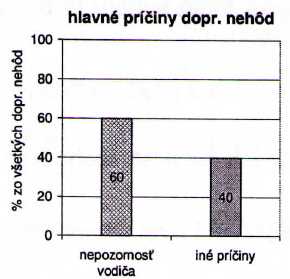 hlavné príčiny dopr. nehôd
% zo všetkých dopr. nehôd
100
80
60
40
20
0
60
40
nepozornosť
vodiča
iné príčiny